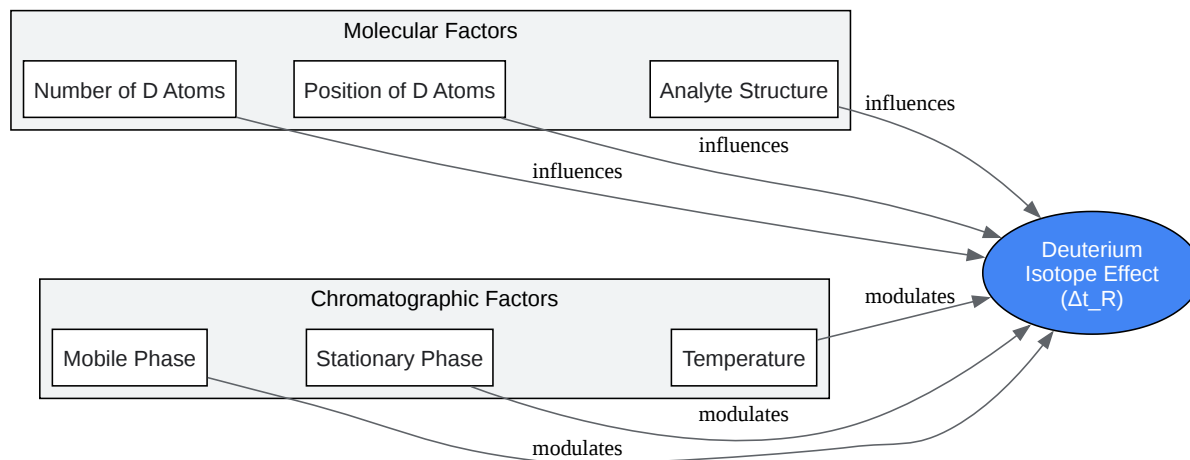 Molecular Factors
Number of D Atoms
Position of D Atoms
Analyte Structure
influences
influences
influences
Deuterium
Isotope Effect
(Δt_R)
Chromatographic Factors
Mobile Phase
Stationary Phase
Temperature
modulates
modulates
modulates